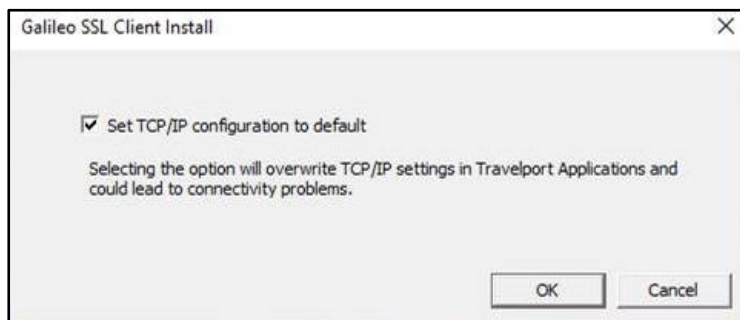 Galileo SSL Client Install
Set TCP/IP configuration to default
Selecting the option will overwrite TCP/IP settings in Travelport Applications and
could lead to connectivity problems.
OK
Cancel